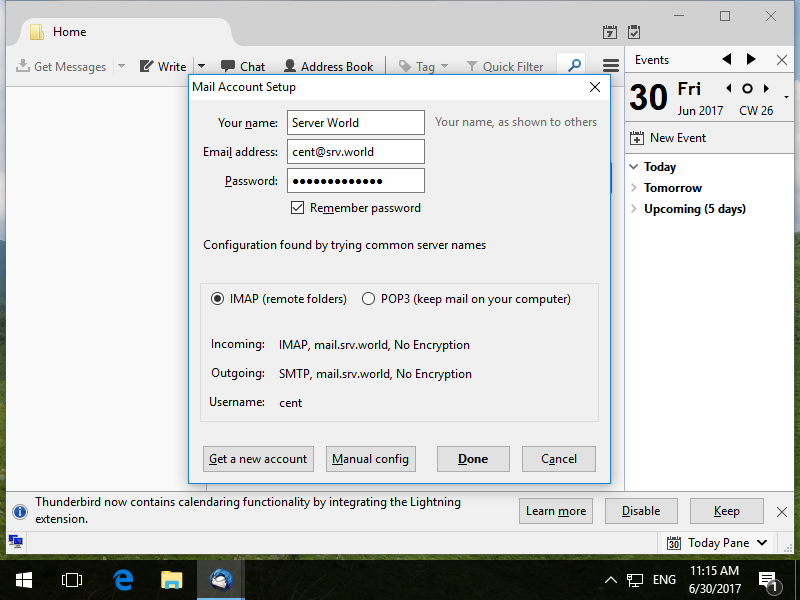 Home
7
Get Messages
Write
Chat
Address Book
Tag
Quick Filter
Events
30
Fri
Jun 2017
CW 26
New Event
Today
Tomorrow
Upcoming (5 days)
Mail Account Setup
Your name:
Server World
Your name, as shown to others
Email address:
cent@srv.world
Password:
•••••••••••••
Remember password
Configuration found by trying common server names
IMAP (remote folders)
POP3 (keep mail on your computer)
Incoming:
IMAP, mail.srv.world, No Encryption
Outgoing:
SMTP, mail.srv.world, No Encryption
Username:
cent
Get a new account
Manual config
Done
Cancel
Thunderbird now contains calendaring functionality by integrating the Lightning
extension.
Learn more
Disable
Keep
30
Today Pane
ENG
11:15 AM
6/30/2017
1